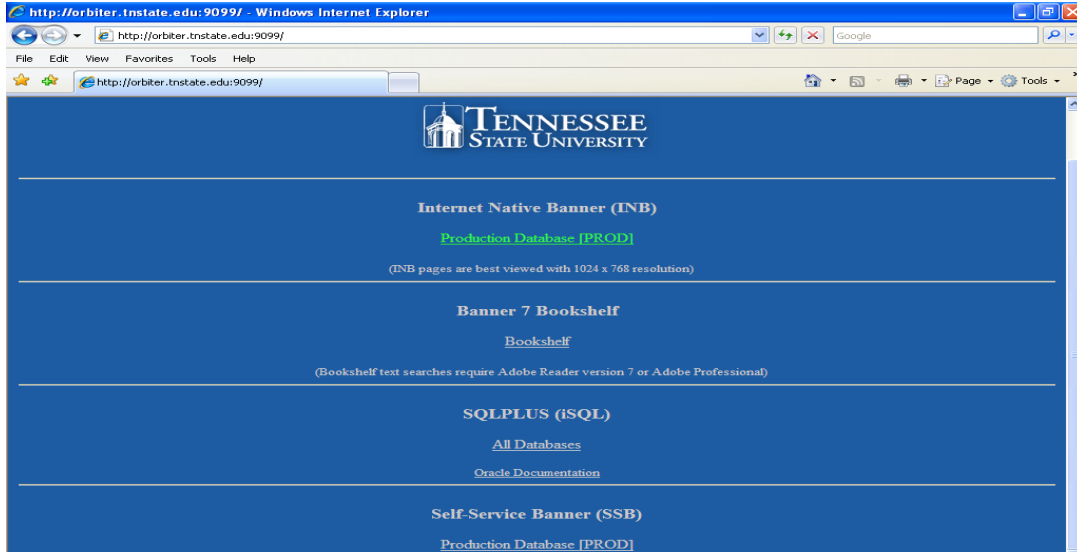 http://orbiter.tnstate.edu:9099/ - Windows Internet Explorer
http://orbiter.tnstate.edu:9099/
Google
File Edit View Favorites Tools Help
http://orbiter.tnstate.edu:9099/
Page Tools
TENNESSEE
STATE UNIVERSITY
Internet Native Banner (INB)
Production Database [PROD]
(INB pages are best viewed with 1024 x 768 resolution)
Banner 7 Bookshelf
Bookshelf
(Bookshelf text searches require Adobe Reader version 7 or Adobe Professional)
SQLPLUS (iSQL)
All Databases
Oracle Documentation
Self-Service Banner (SSB)
Production Database [PROD]